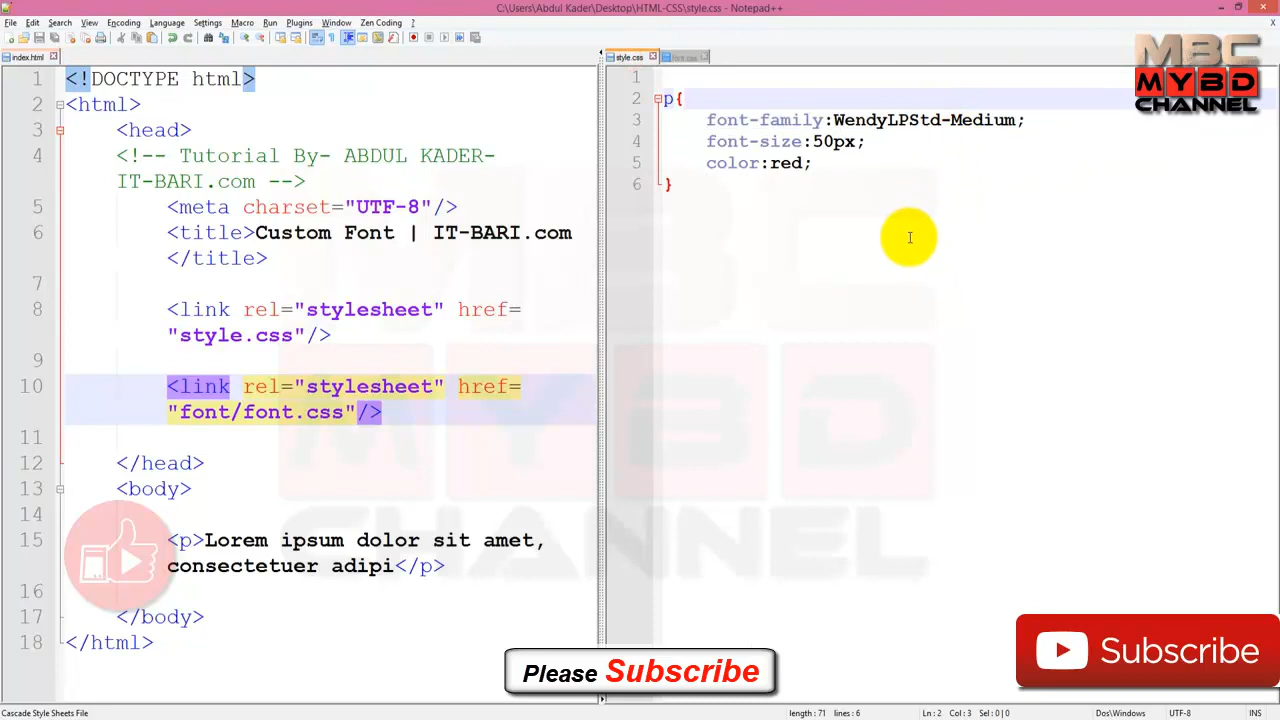 C:\Users\Abdul Kader\Desktop\HTML-CSS\style.css - Notepad++
File Edit Search View Encoding Language Settings Macro Run Plugins Window Zen Coding ?
index.html
style.css
font.css
1 <!DOCTYPE html>
2 <html>
3 <head>
4 <!-- Tutorial By- ABDUL KADER-
IT-BARI.com -->
5 <meta charset="UTF-8"/>
6 <title>Custom Font | IT-BARI.com
</title>
7
8 <link rel="stylesheet" href=
"style.css"/>
9
10 <link rel="stylesheet" href=
"font/font.css"/>
11
12 </head>
13 <body>
14
15 <p>Lorem ipsum dolor sit amet,
consectetuer adipi</p>
16
17 </body>
18 </html>
1
2 p{
3 font-family:WendyLPStd-Medium;
4 font-size:50px;
5 color:red;
6 }
MBC
MYBD
CHANNEL
MBC
MYBD
CHANNEL
Please Subscribe
Subscribe
Cascade Style Sheets File
length : 71 lines : 6
Ln : 2 Col : 3 Sel : 0 | 0
Dos\Windows
UTF-8
INS